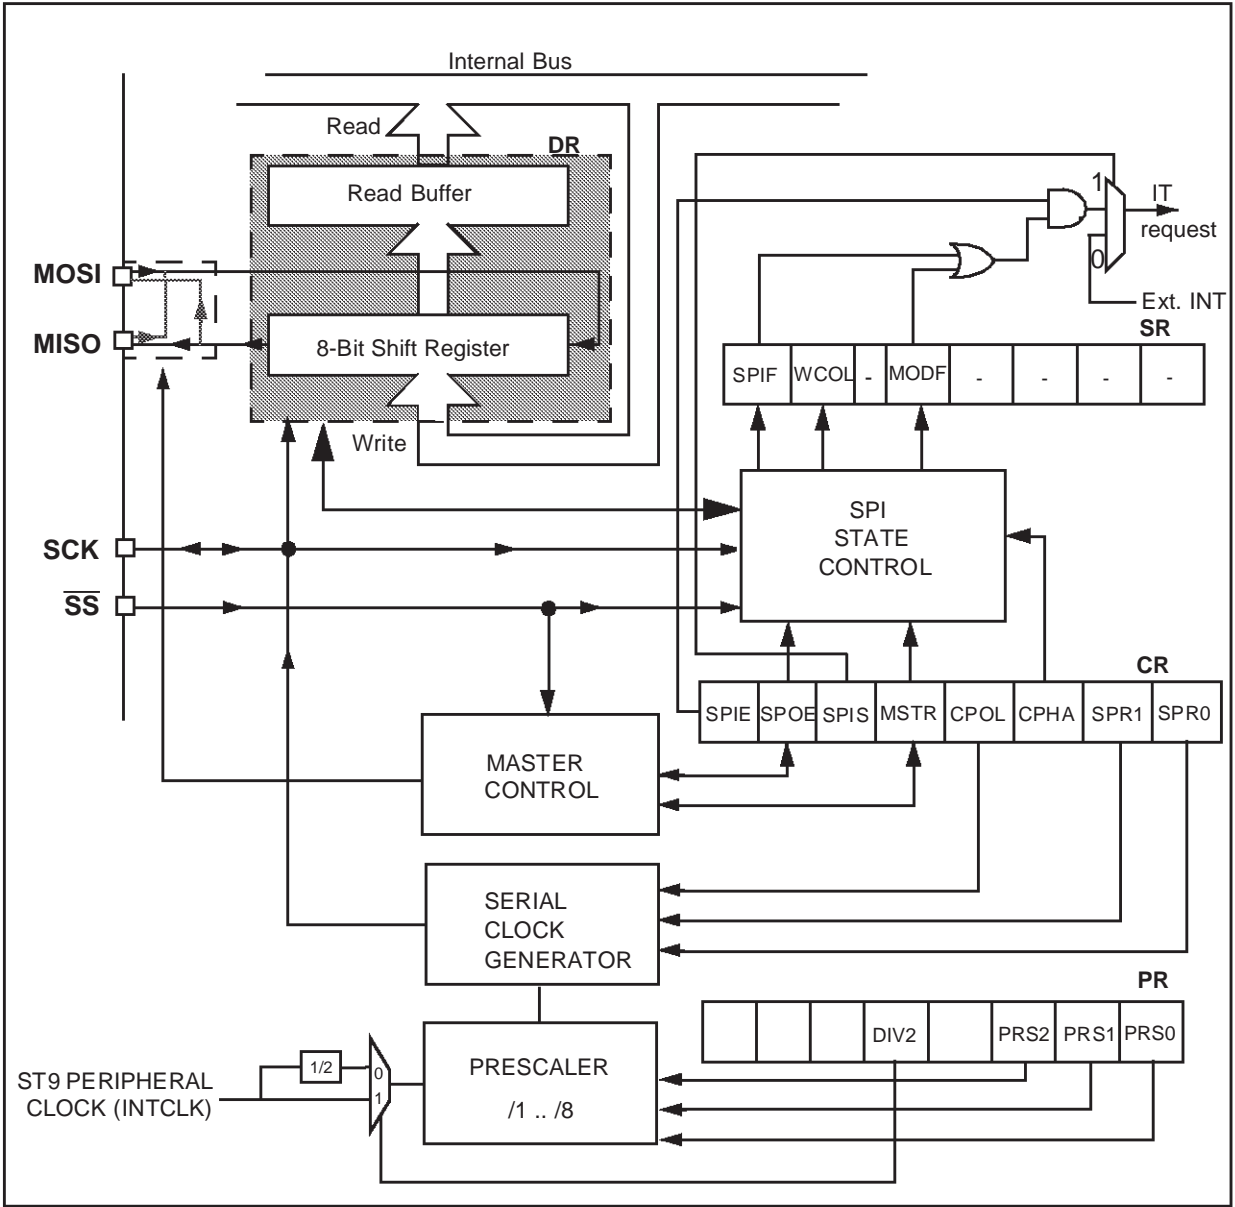 Internal Bus
Read
DR
Read Buffer
1
IT
request
0
MOSI
Ext. INT
MISO
8-Bit Shift Register
SR
SPIF WCOL - MODF - - - -
Write
SPI
STATE
CONTROL
SCK
SS
CR
SPIE SPOE SPIS MSTR CPOL CPHA SPR1 SPR0
MASTER
CONTROL
SERIAL
CLOCK
GENERATOR
PR
DIV2 PRS2 PRS1 PRS0
1/2
0
1
PRESCALER
/1 .. /8
ST9 PERIPHERAL
CLOCK (INTCLK)